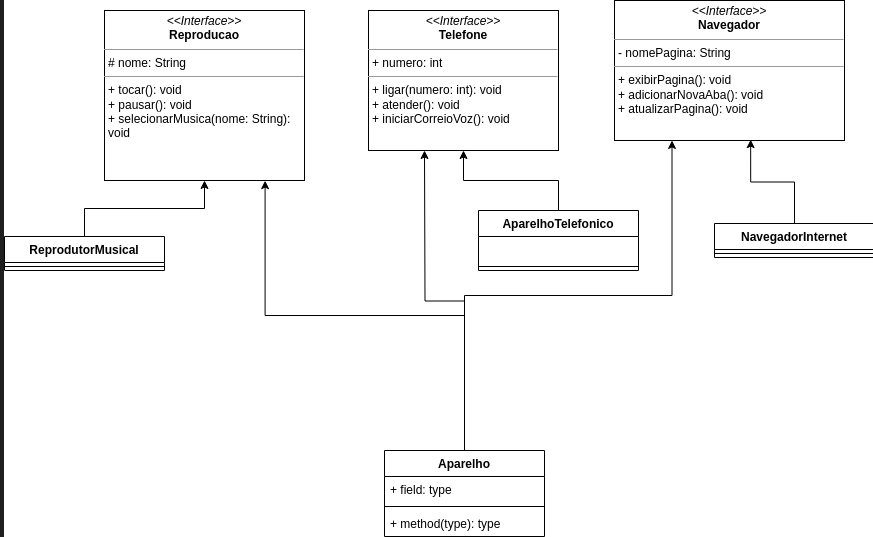 <<Interface>>
Reproducao
# nome: String
+ tocar(): void
+ pausar(): void
+ selecionarMusica(nome: String):
void
<<Interface>>
Telefone
+ numero: int
+ ligar(numero: int): void
+ atender(): void
+ iniciarCorreioVoz(): void
<<Interface>>
Navegador
- nomePagina: String
+ exibirPagina(): void
+ adicionarNovaAba(): void
+ atualizarPagina(): void
ReprodutorMusical
AparelhoTelefonico
NavegadorInternet
Aparelho
+ field: type
+ method(type): type